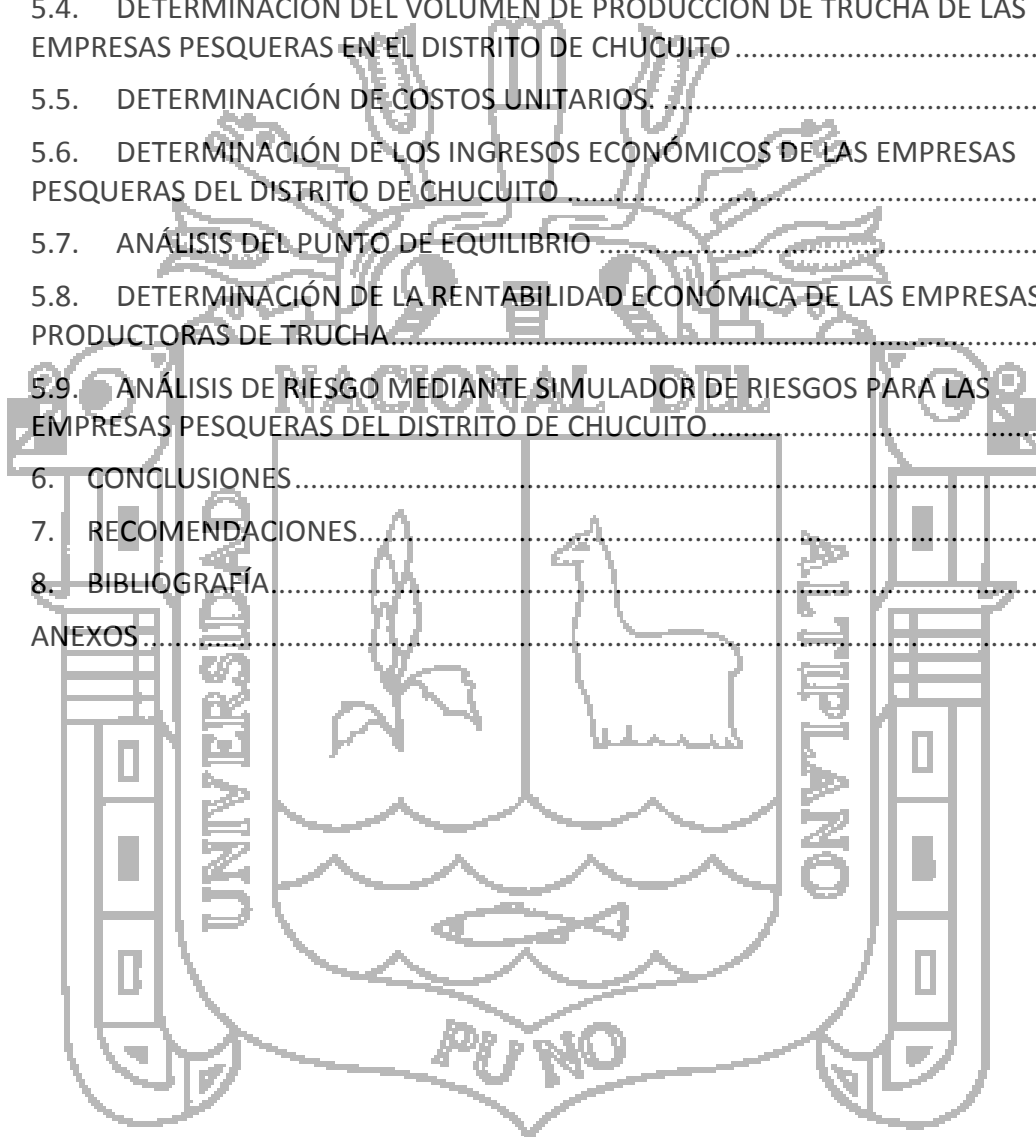 5.4. DETERMINACIÓN DEL VOLUMEN DE PRODUCCIÓN DE TRUCHA DE LAS
EMPRESAS PESQUERAS EN EL DISTRITO DE CHUCUITO
5.5. DETERMINACIÓN DE COSTOS UNITARIOS.
5.6. DETERMINACIÓN DE LOS INGRESOS ECONÓMICOS DE LAS EMPRESAS
PESQUERAS DEL DISTRITO DE CHUCUITO
5.7. ANÁLISIS DEL PUNTO DE EQUILIBRIO
5.8. DETERMINACIÓN DE LA RENTABILIDAD ECONÓMICA DE LAS EMPRESAS
PRODUCTORAS DE TRUCHA
NACIONAL DEL
5.9. ANÁLISIS DE RIESGO MEDIANTE SIMULADOR DE RIESGOS PARA LAS
EMPRESAS PESQUERAS DEL DISTRITO DE CHUCUITO
6. CONCLUSIONES
7. RECOMENDACIONES
8. BIBLIOGRAFÍA
ANEXOS
UNIVERSIDAD
ALTIPLANO
PUNO